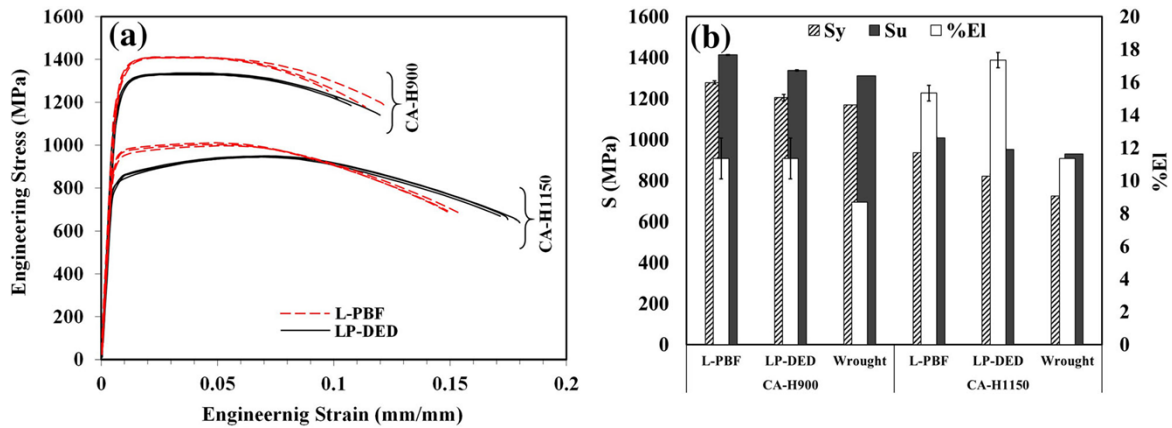 (a)
Engineering Stress (MPa)
1600
1400
1200
1000
800
600
400
200
0
0
0.05
0.1
0.15
0.2
Engineernig Strain (mm/mm)
CA-H900
CA-H1150
L-PBF
LP-DED
(b)
Sy Su %El
S (MPa)
1600
1400
1200
1000
800
600
400
200
0
20
18
16
14
12
10
8
6
4
2
0
%El
L-PBF LP-DED Wrought L-PBF LP-DED Wrought
CA-H900 CA-H1150